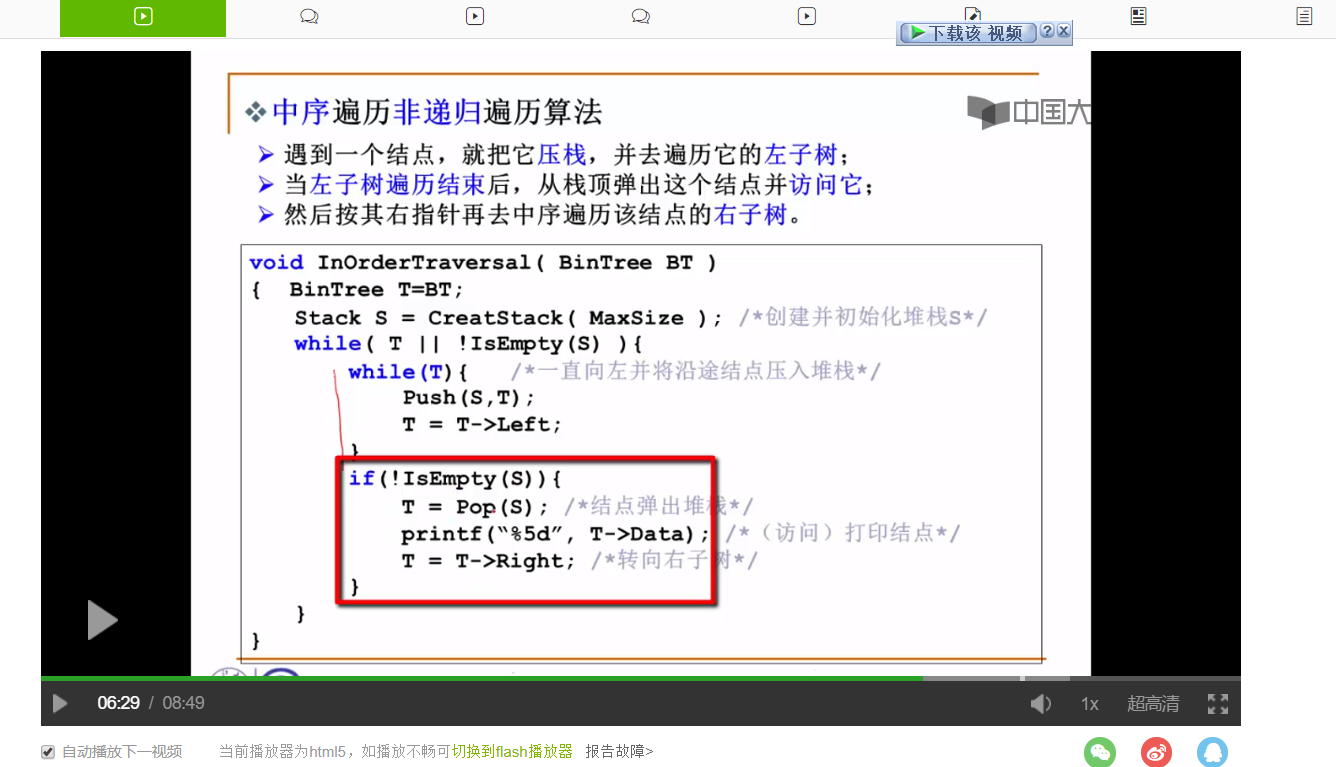 下载该 视频
中序遍历非递归遍历算法
中国大
遇到一个结点，就把它压栈，并去遍历它的左子树；
当左子树遍历结束后，从栈顶弹出这个结点并访问它；
然后按其右指针再去中序遍历该结点的右子树。
void InOrderTraversal( BinTree BT )
{ BinTree T=BT;
Stack S = CreatStack( MaxSize ); /*创建并初始化堆栈S*/
while( T || !IsEmpty(S) ){
while(T){ /*一直向左并将沿途结点压入堆栈*/
Push(S,T);
T = T->Left;
}
if(!IsEmpty(S)){
T = Pop(S); /*结点弹出堆栈*/
printf(“%5d”, T->Data); /*（访问）打印结点*/
T = T->Right; /*转向右子树*/
}
}
}
06:29 / 08:49
1x 超高清
自动播放下一视频 当前播放器为html5，如播放不畅可切换到flash播放器 报告故障>